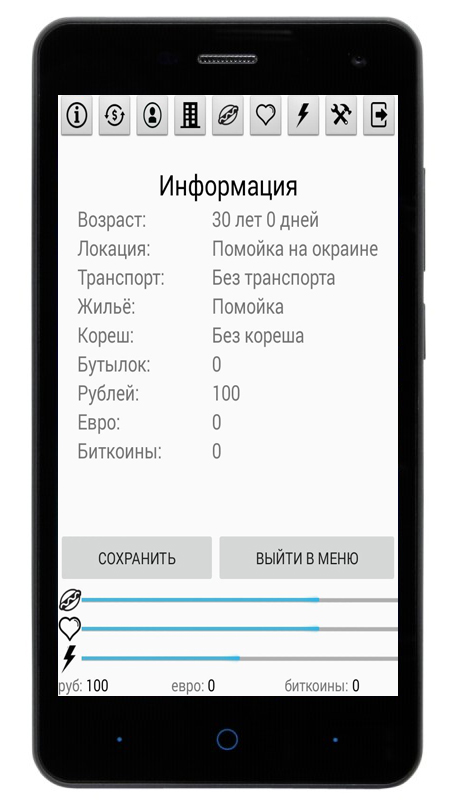 Информация
Возраст: 30 лет 0 дней
Локация: Помойка на окраине
Транспорт: Без транспорта
Жильё: Помойка
Кореш: Без кореша
Бутылок: 0
Рублей: 100
Евро: 0
Биткоины: 0
СОХРАНИТЬ ВЫЙТИ В МЕНЮ
руб: 100 евро: 0 биткоины: 0